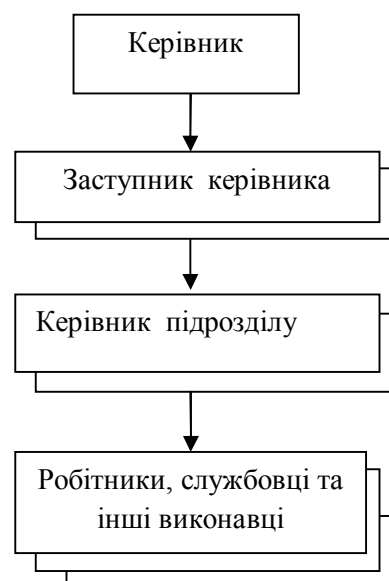 Керівник
Заступник керівника
Керівник підрозділу
Робітники, службовці та
інші виконавці